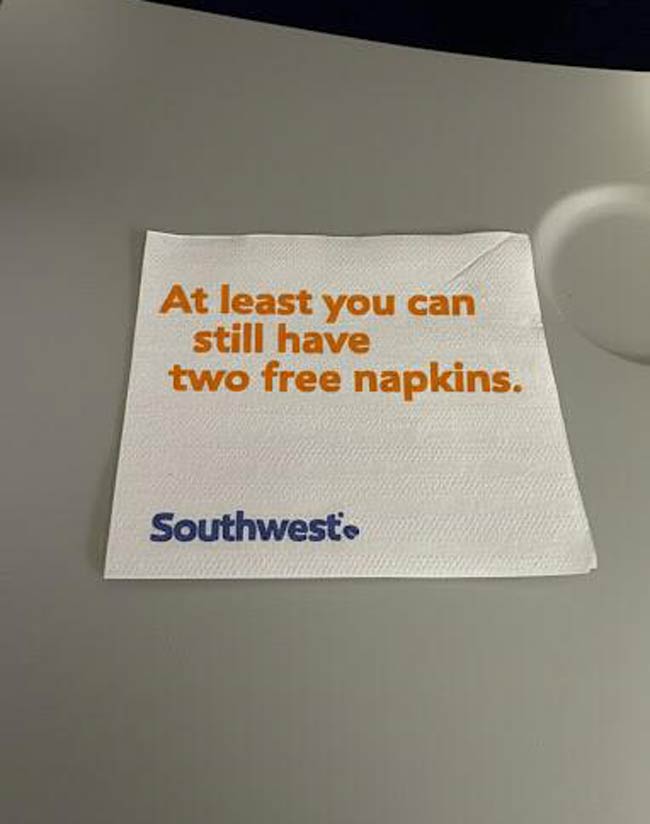 At least you can
still have
two free napkins.
Southwest